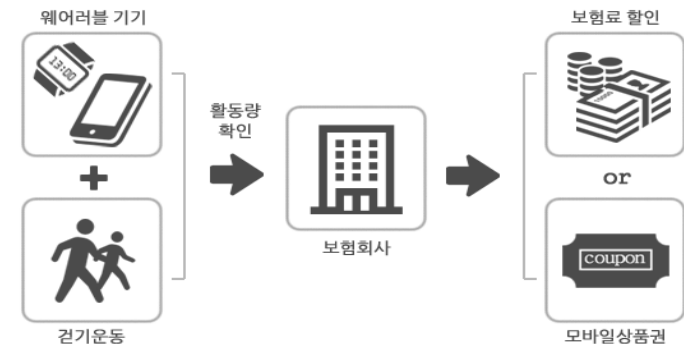 웨어러블 기기
13:00
+
걷기운동
활동량
확인
보험회사
보험료 할인
10000
or
coupon
모바일상품권